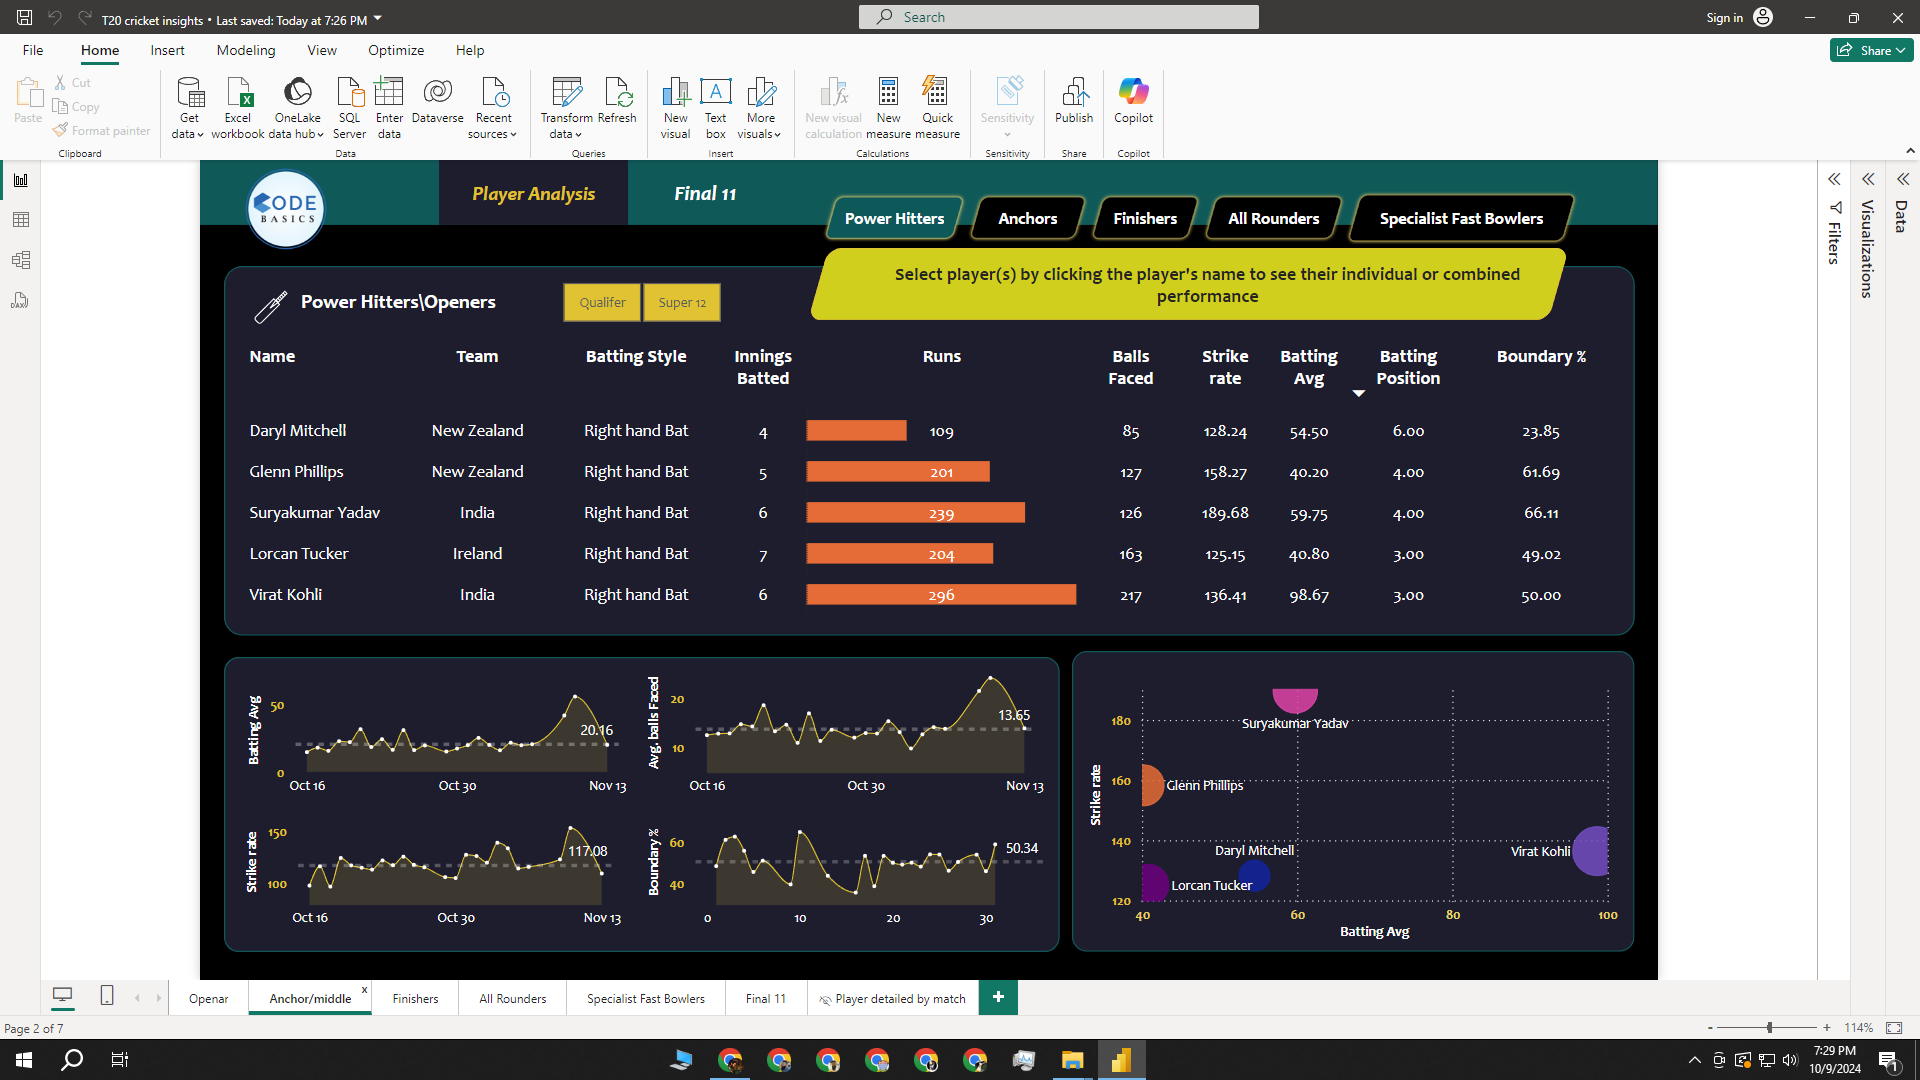 T20 cricket insights • Last saved: Today at 7:26 PM
Search
Sign in
File Home Insert Modeling View Optimize Help
Share
Paste
Cut
Copy
Format painter
Clipboard
Get data
Excel workbook
OneLake data hub
SQL Server
Enter data
Dataverse
Recent sources
Data
Transform data
Refresh
Queries
New visual
Text box
More visuals
Insert
New visual calculation
New measure
Quick measure
Calculations
Sensitivity
Sensitivity
Publish
Share
Copilot
Copilot
CODE BASICS
Player Analysis
Final 11
Power Hitters
Anchors
Finishers
All Rounders
Specialist Fast Bowlers
Select player(s) by clicking the player's name to see their individual or combined
performance
Power Hitters\Openers
Qualifer
Super 12
Name Team Batting Style Innings Batted Runs Balls Faced Strike rate Batting Avg Batting Position Boundary %
Daryl Mitchell New Zealand Right hand Bat 4 109 85 128.24 54.50 6.00 23.85
Glenn Phillips New Zealand Right hand Bat 5 201 127 158.27 40.20 4.00 61.69
Suryakumar Yadav India Right hand Bat 6 239 126 189.68 59.75 4.00 66.11
Lorcan Tucker Ireland Right hand Bat 7 204 163 125.15 40.80 3.00 49.02
Virat Kohli India Right hand Bat 6 296 217 136.41 98.67 3.00 50.00
Batting Avg
50
0
20.16
Oct 16 Oct 30 Nov 13
Avg. balls Faced
20
10
13.65
Oct 16 Oct 30 Nov 13
Strike rate
150
100
117.08
Oct 16 Oct 30 Nov 13
Boundary %
60
40
50.34
0 10 20 30
Strike rate
180
160
140
120
Suryakumar Yadav
Glenn Phillips
Daryl Mitchell
Virat Kohli
Lorcan Tucker
40 60 80 100
Batting Avg
Filters
Visualizations
Data
DAX
Openar
Anchor/middle x
Finishers
All Rounders
Specialist Fast Bowlers
Final 11
Player detailed by match
+
Page 2 of 7
- + 114%
7:29 PM
10/9/2024
1